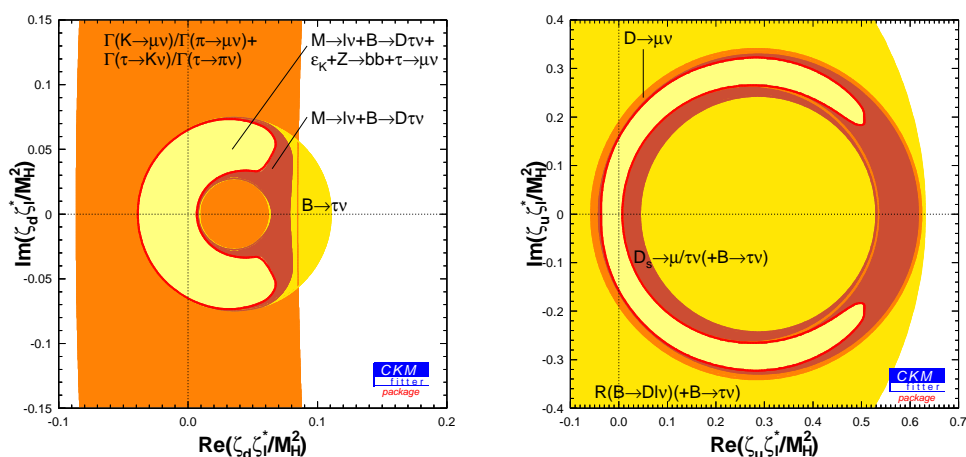 Γ(K→μν)/Γ(π→μν)+
Γ(τ→Kν)/Γ(τ→πν)
M→lν+B→Dτν+
ε_K+Z→bb+τ→μν
M→lν+B→Dτν
B→τν
0.15
0.1
0.05
0
-0.05
-0.1
-0.15
-0.1
0.0
0.1
0.2
Im(ζ_dζ_l^*/M_H^2)
Re(ζ_dζ_l^*/M_H^2)
CKM
fitter
package
D→μν
D_s→μ/τν(+B→τν)
R(B→Dlν)(+B→τν)
0.4
0.3
0.2
0.1
0
-0.1
-0.2
-0.3
-0.4
-0.1
0.0
0.1
0.2
0.3
0.4
0.5
0.6
0.7
Im(ζ_uζ_l^*/M_H^2)
Re(ζ_uζ_l^*/M_H^2)
CKM
fitter
package